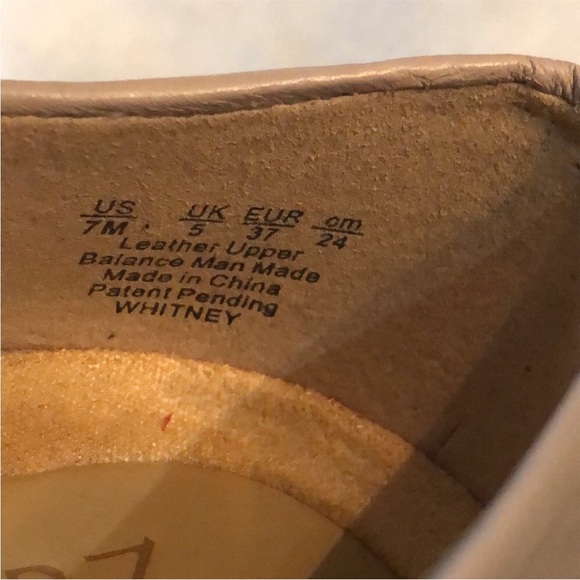 US UK EUR cm
7M 5 37 24
Leather Upper
Balance Man Made
Made in China
Patent Pending
WHITNEY